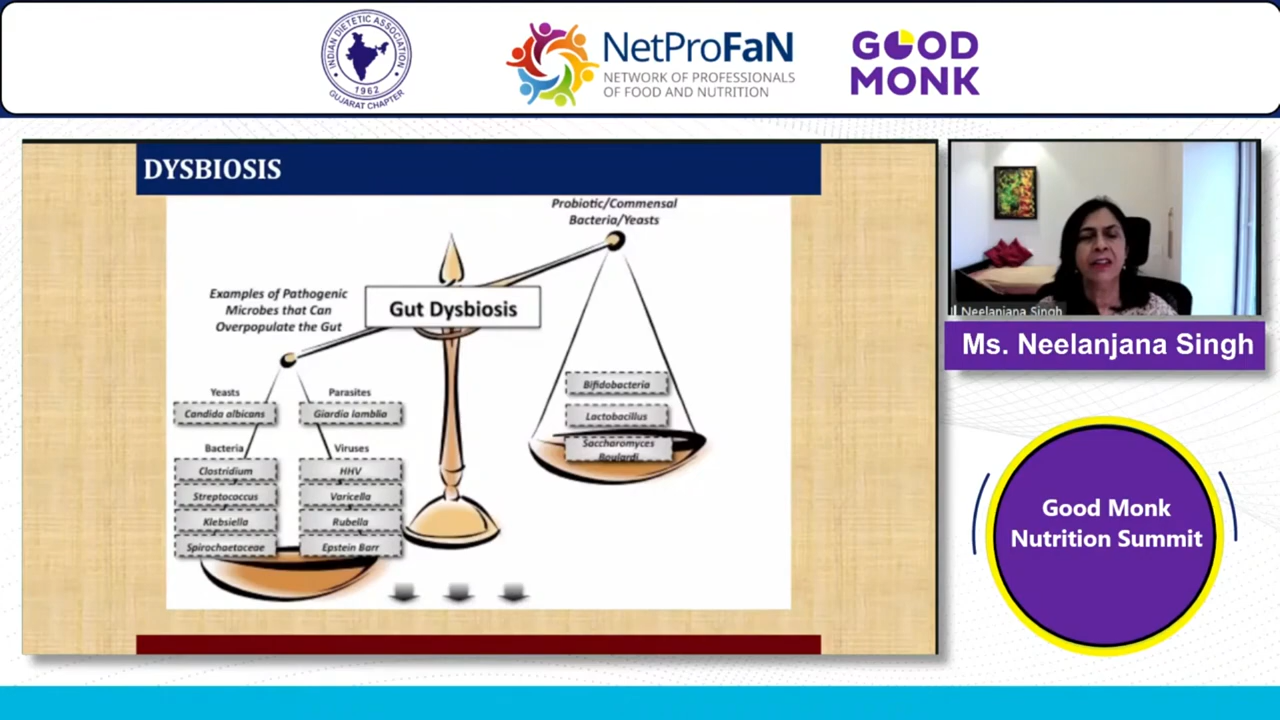 INDIAN DIETETIC ASSOCIATION
1962
GUJARAT CHAPTER
NetProFaN
NETWORK OF PROFESSIONALS
OF FOOD AND NUTRITION
GOOD
MONK
DYSBIOSIS
Probiotic/Commensal
Bacteria/Yeasts
Examples of Pathogenic
Microbes that Can
Overpopulate the Gut
Gut Dysbiosis
Yeasts
Candida albicans
Parasites
Giardia lamblia
Bacteria
Clostridium
Streptococcus
Klebsiella
Spirochaetaceae
Viruses
HHV
Varicella
Rubella
Epstein Barr
Bifidobacteria
Lactobacillus
Saccharomyces
Boulardi
Neelanjana Singh
Ms. Neelanjana Singh
Good Monk
Nutrition Summit